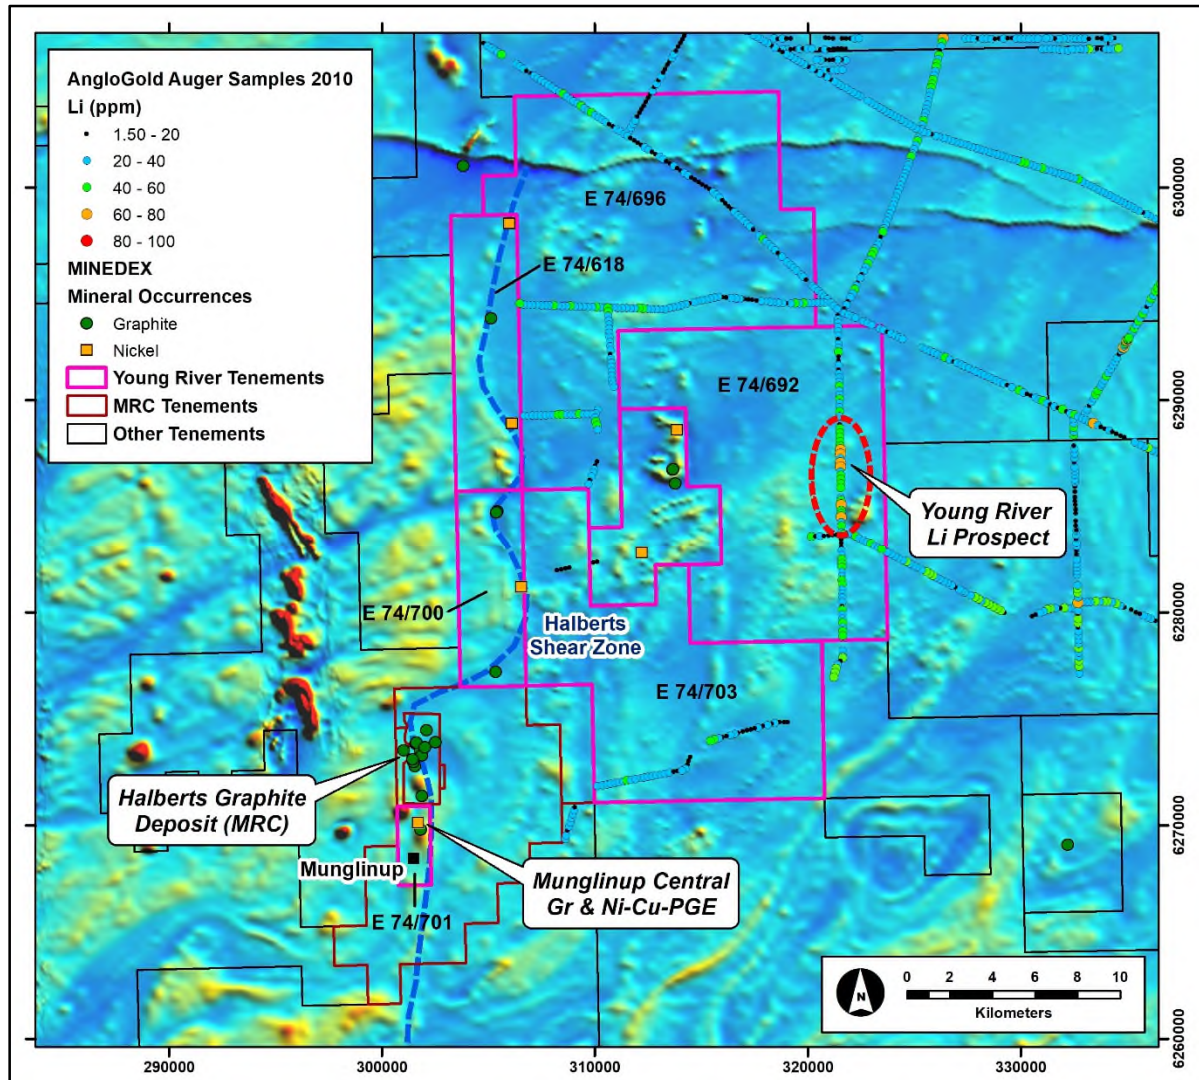 AngloGold Auger Samples 2010
Li (ppm)
1.50 - 20
20 - 40
40 - 60
60 - 80
80 - 100
MINEDEX
Mineral Occurrences
Graphite
Nickel
Young River Tenements
MRC Tenements
Other Tenements
E 74/696
E 74/618
E 74/692
Young River
Li Prospect
E 74/700
Halberts
Shear Zone
E 74/703
Halberts Graphite
Deposit (MRC)
Munglinup
Munglinup Central
Gr & Ni-Cu-PGE
E 74/701
N
0 2 4 6 8 10
Kilometers
6300000
6290000
6280000
6270000
6260000
290000 300000 310000 320000 330000